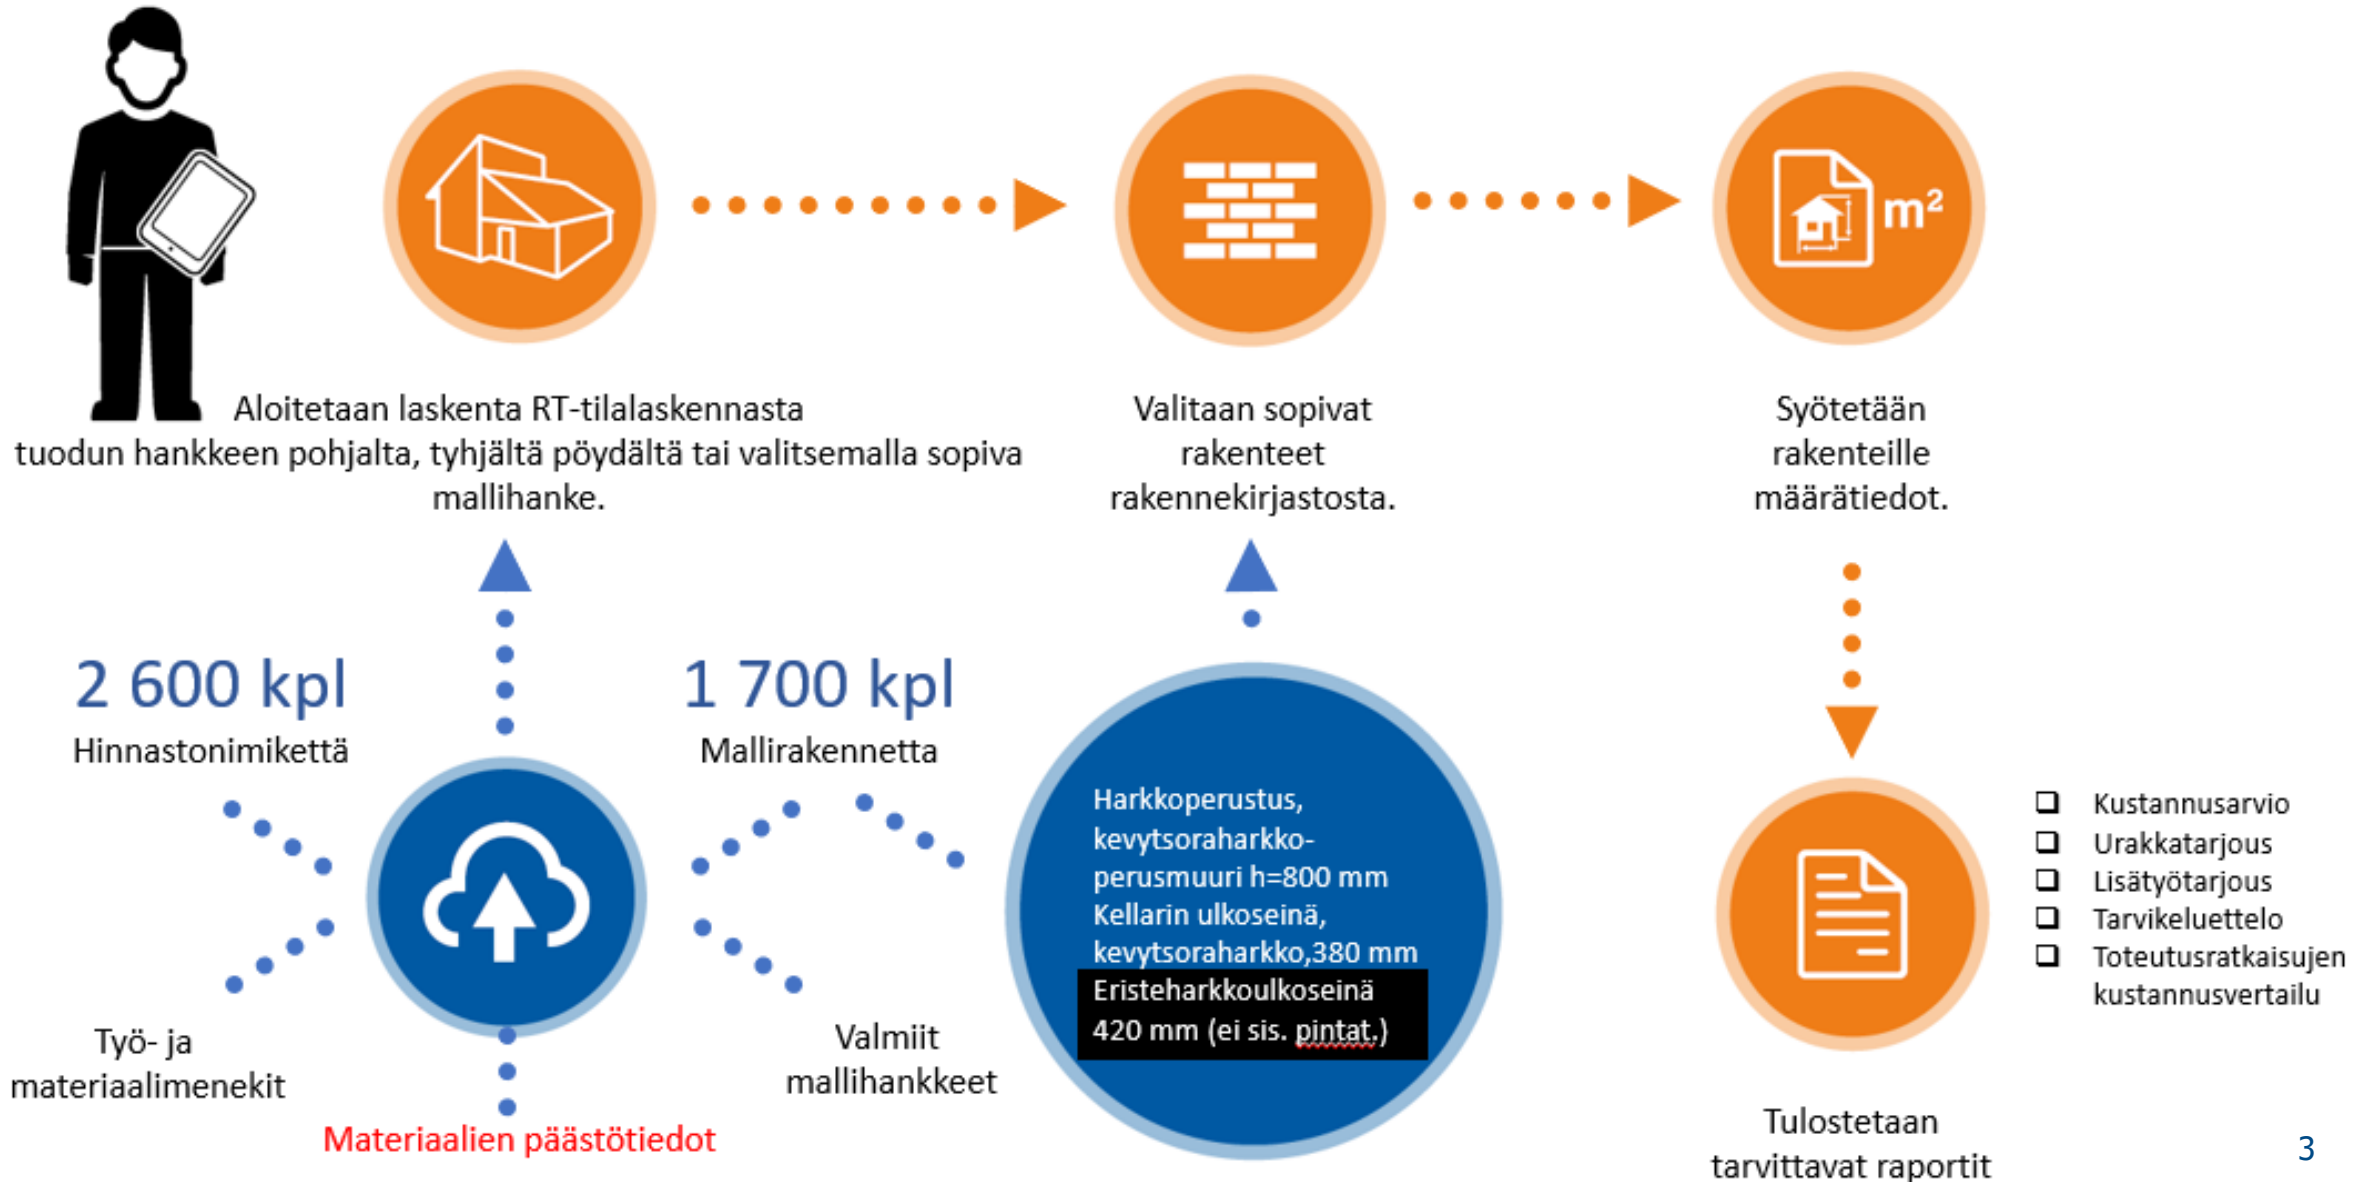 m²
Aloitetaan laskenta RT-tilalaskennasta
tuodun hankkeen pohjalta, tyhjältä pöydältä tai valitsemalla sopiva
mallihanke.
Valitaan sopivat
rakenteet
rakennekirjastosta.
Syötetään
rakenteille
määrätiedot.
2 600 kpl
Hinnastonimikettä
1 700 kpl
Mallirakennetta
Työ- ja
materiaalimenekit
Valmiit
mallihankkeet
Materiaalien päästötiedot
Harkkoperustus,
kevytsoraharkko-
perusmuuri h=800 mm
Kellarin ulkoseinä,
kevytsoraharkko,380 mm
Eristeharkkoulkoseinä
420 mm (ei sis. pintat.)
❑ Kustannusarvio
❑ Urakkatarjous
❑ Lisätyötarjous
❑ Tarvikeluettelo
❑ Toteutusratkaisujen
kustannusvertailu
Tulostetaan
tarvittavat raportit
3